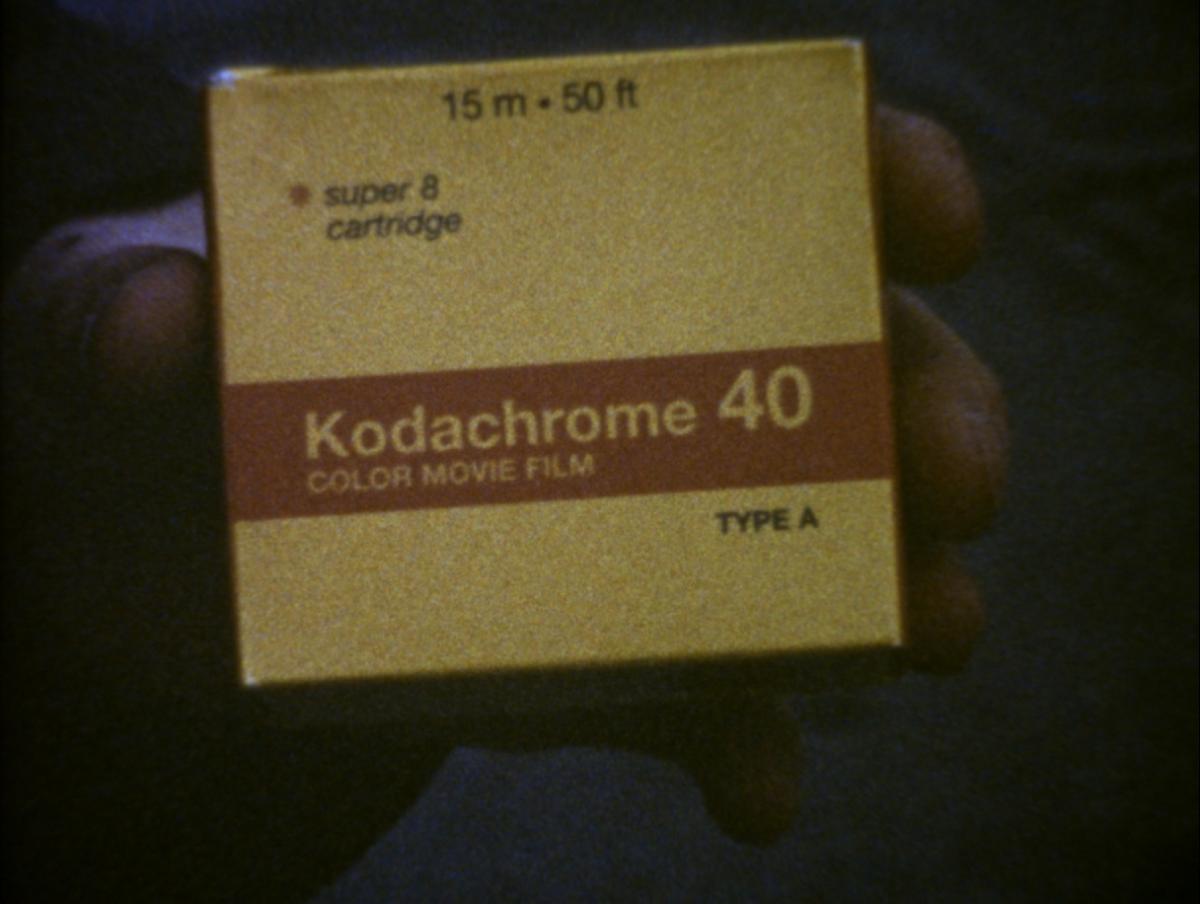 15 m • 50 ft
super 8
cartridge
Kodachrome 40
COLOR MOVIE FILM
TYPE A